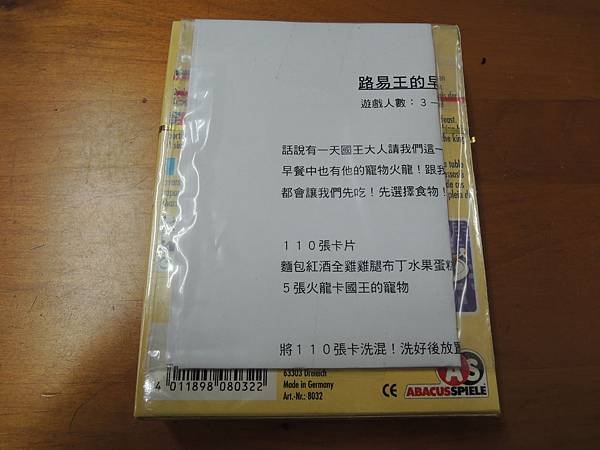 路易王的早
遊戲人數：３－
話說有一天國王大人請我們這一
早餐中也有他的寵物火龍！跟我
都會讓我們先吃！先選擇食物！
１１０張卡片
麵包紅酒全雞雞腿布丁水果蛋糕
５張火龍卡國王的寵物
將１１０張卡洗混！洗好後放置
4 011898 080322
63303 Dreieich
Made in Germany
Art.-Nr.: 8032
CE
AS
ABACUSSPIELE